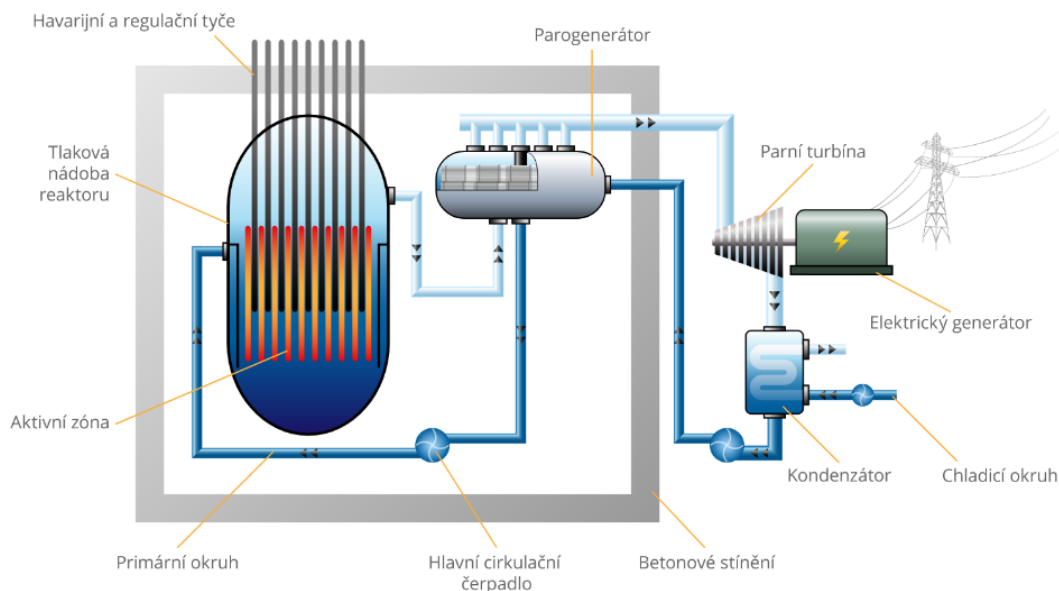 Havarijní a regulační tyče
Parogenerátor
Tlaková
nádoba
reaktoru
Parní turbína
Elektrický generátor
Aktivní zóna
Kondenzátor
Chladicí okruh
Primární okruh
Hlavní cirkulační
čerpadlo
Betonové stínění